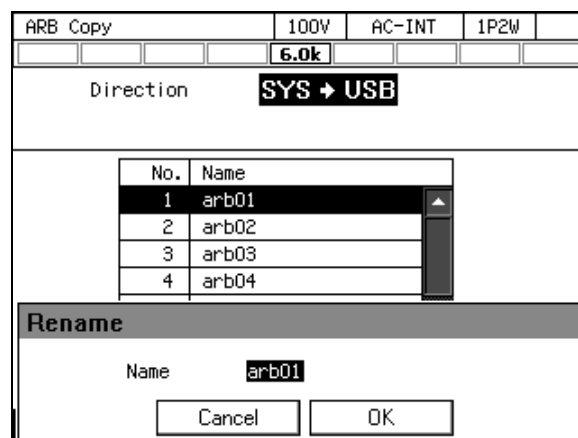 ARB Copy 100V AC-INT 1P2W
6.0k
Direction SYS → USB
No. Name
1 arb01
2 arb02
3 arb03
4 arb04
Rename
Name arb01
Cancel OK